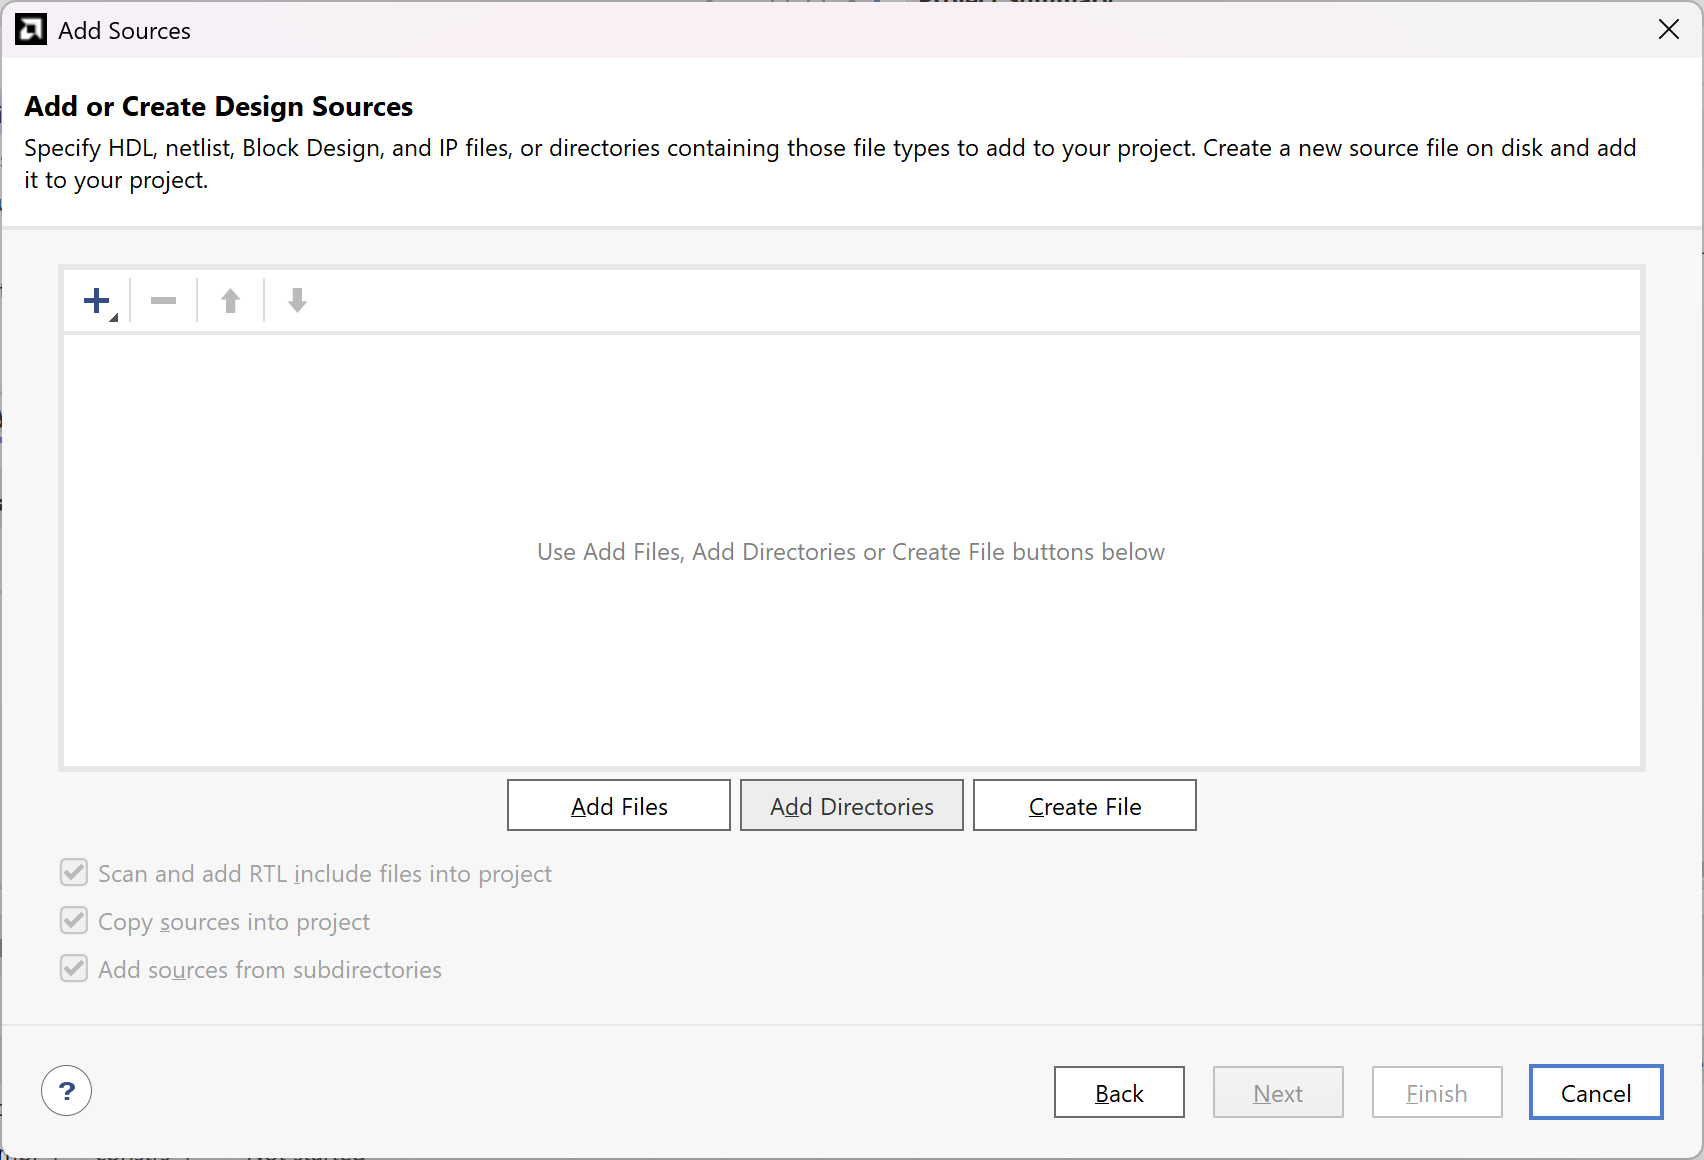 Add Sources
Add or Create Design Sources
Specify HDL, netlist, Block Design, and IP files, or directories containing those file types to add to your project. Create a new source file on disk and add
it to your project.
Use Add Files, Add Directories or Create File buttons below
Add Files Add Directories Create File
Scan and add RTL include files into project
Copy sources into project
Add sources from subdirectories
? Back Next Finish Cancel